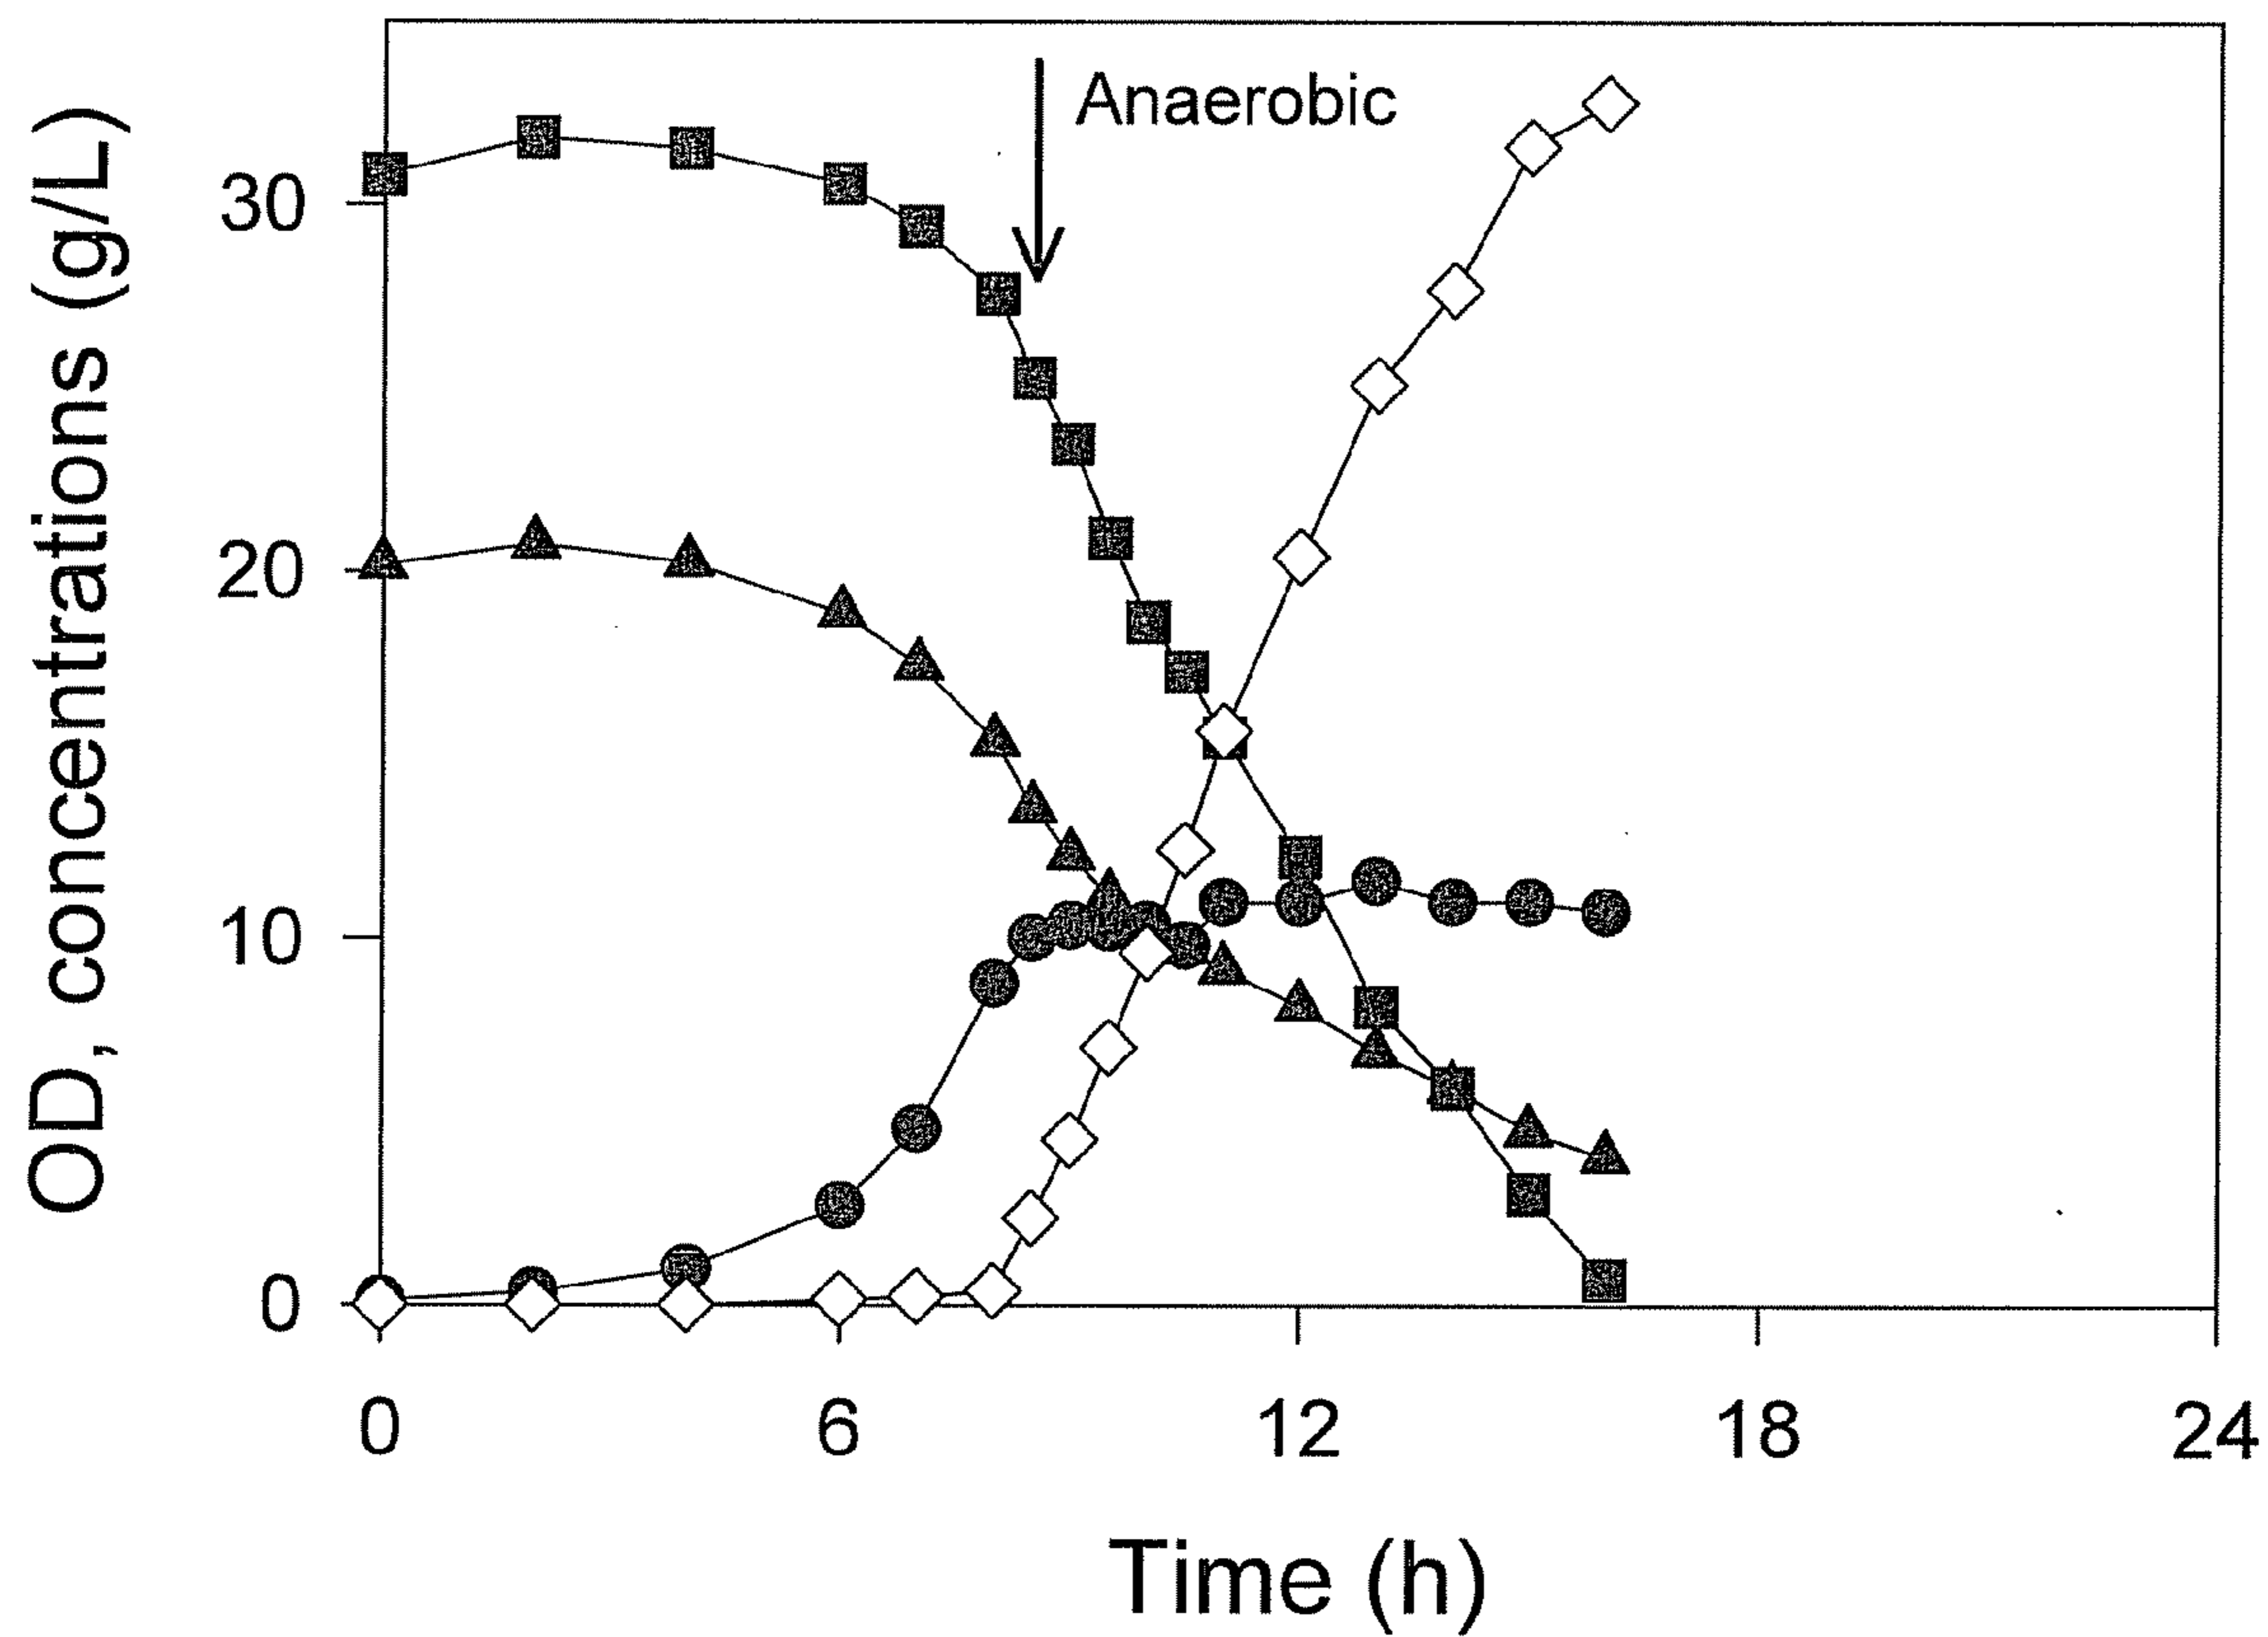 OD, concentrations (g/L)
Anaerobic
30
20
10
0
0 6 12 18 24
Time (h)